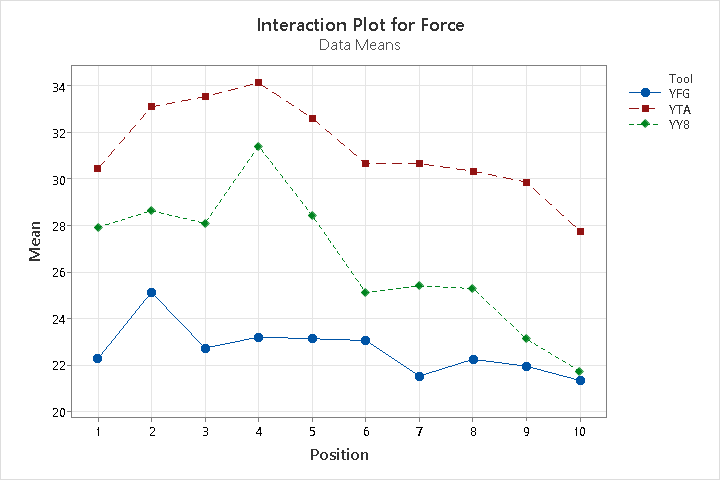 Interaction Plot for Force
Data Means
Tool
YFG
YTA
YY8
34
32
30
28
26
24
22
20
Mean
1 2 3 4 5 6 7 8 9 10
Position